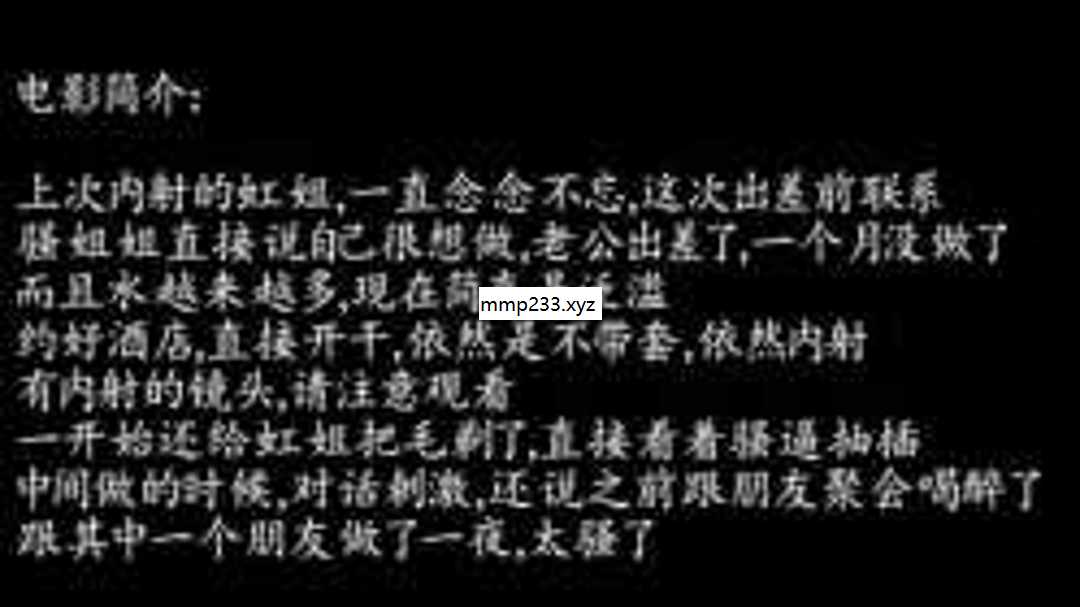 电影简介:
上次内射的虹姐,一直念念不忘,这次出差前联系
骚姐姐直接说自己很想做,老公出差了,一个月没做了
而且水越来越多,现在简直是泛滥
mmp233.xyz
约好酒店,直接开干,依然是不带套,依然内射
有内射的镜头,请注意观看
一开始还给虹姐把毛剃了,直接看着骚逼抽插
中间做的时候,对话刺激,还说之前跟朋友聚会喝醉了
跟其中一个朋友做了一夜,太骚了